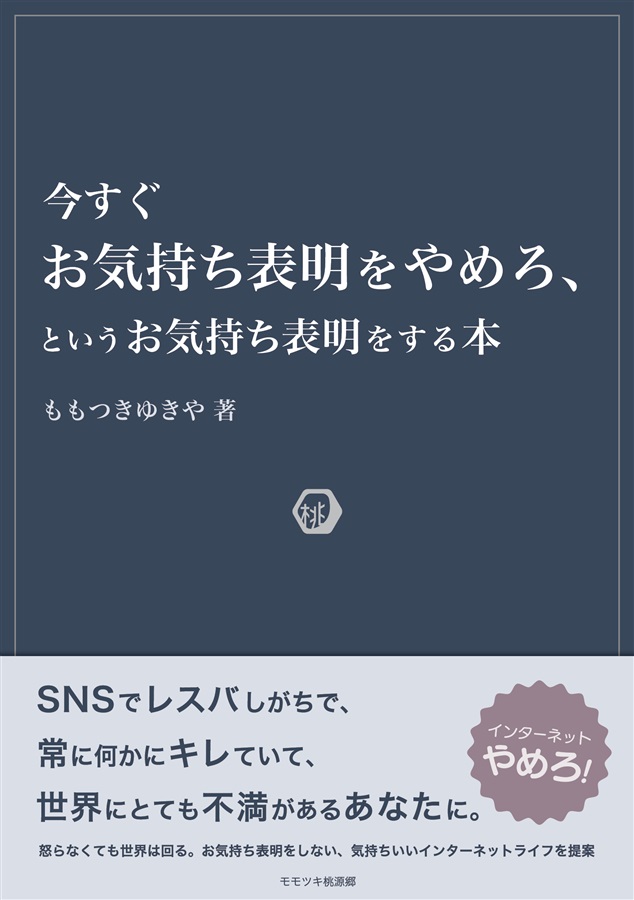 今すぐ
お気持ち表明をやめろ、
というお気持ち表明をする本
ももつきゆきや 著
桃
SNSでレスバしがちで、
常に何かにキレていて、
世界にとても不満があるあなたに。
インターネット
やめろ!
怒らなくても世界は回る。お気持ち表明をしない、気持ちいいインターネットライフを提案
モモツキ桃源郷